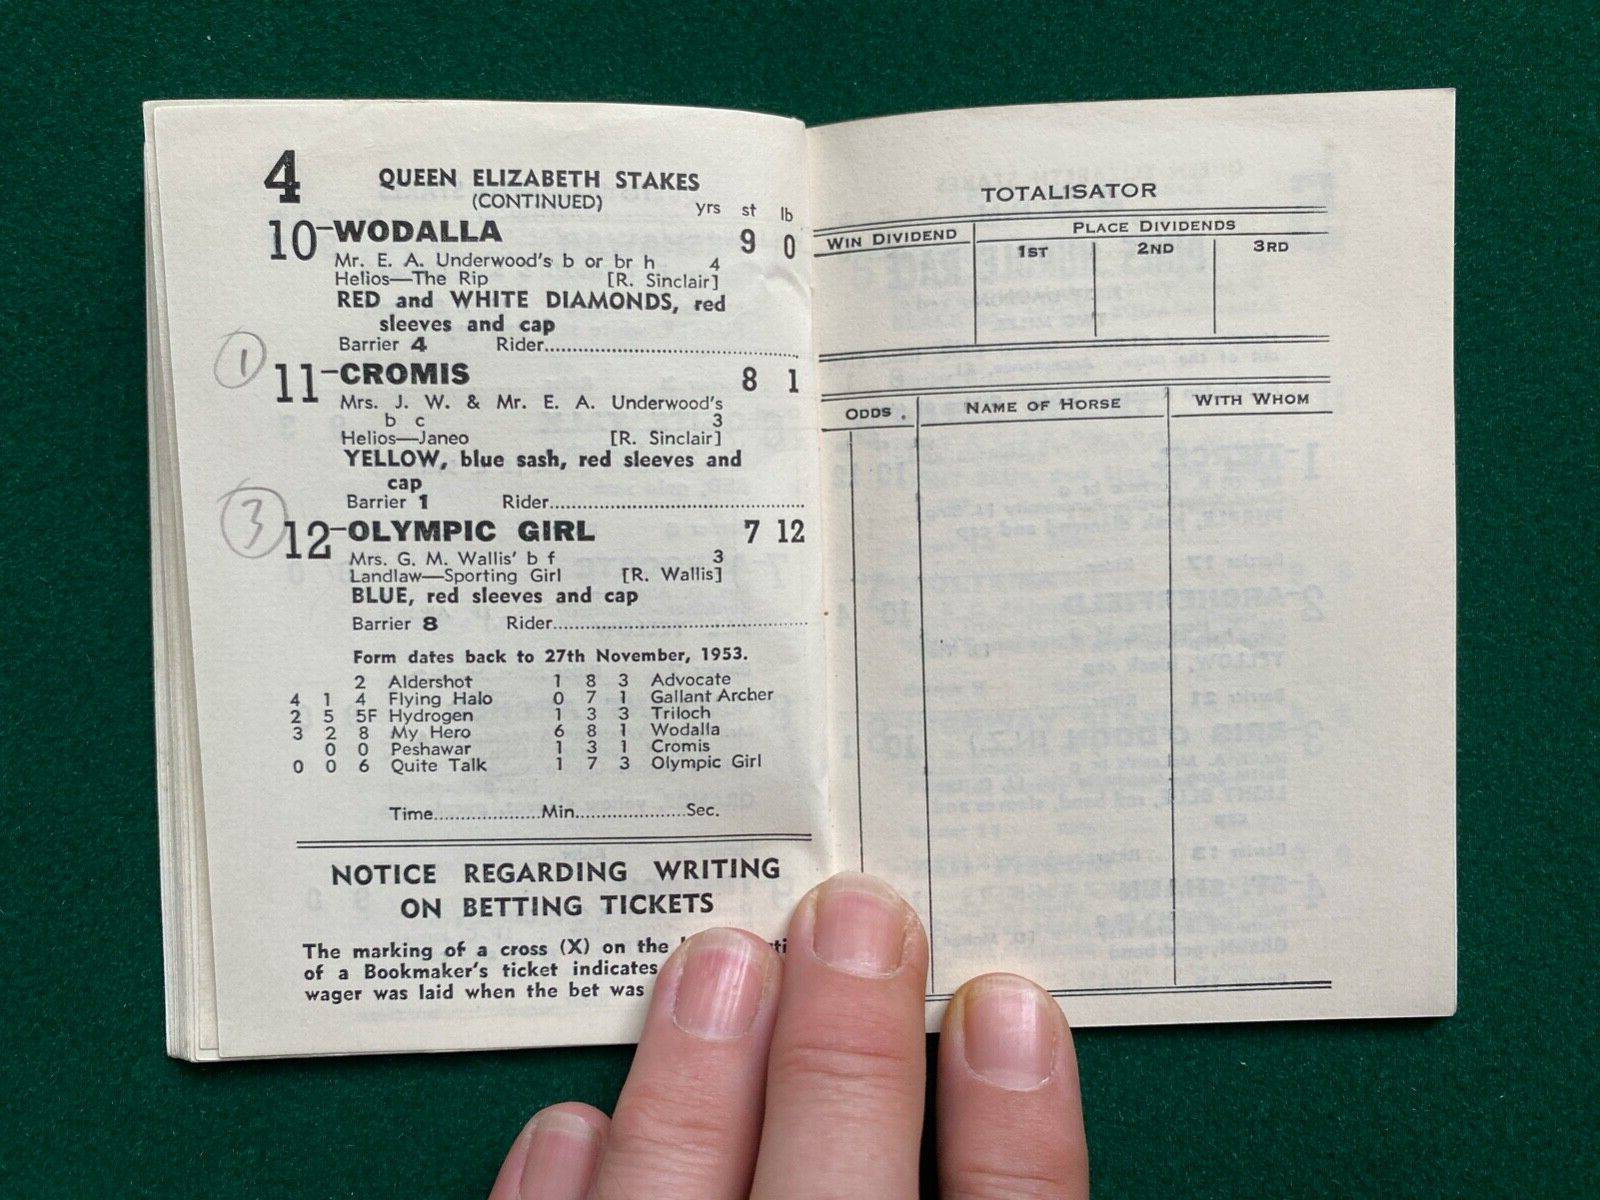 4 QUEEN ELIZABETH STAKES
(CONTINUED)
yrs st lb
10—WODALLA 9 0
Mr. E. A. Underwood's b or br h 4
Helios—The Rip [R. Sinclair]
RED and WHITE DIAMONDS, red
sleeves and cap
Barrier 4 Rider
1
11—CROMIS 8 1
Mrs. J. W. & Mr. E. A. Underwood's
b c 3
Helios—Janeo [R. Sinclair]
YELLOW, blue sash, red sleeves and
cap
Barrier 1 Rider
3
12—OLYMPIC GIRL 7 12
Mrs. G. M. Wallis' b f 3
Landlaw—Sporting Girl [R. Wallis]
BLUE, red sleeves and cap
Barrier 8 Rider
Form dates back to 27th November, 1953.
2 Aldershot 1 8 3 Advocate
4 1 4 Flying Halo 0 7 1 Gallant Archer
2 5 5F Hydrogen 1 3 3 Triloch
3 2 8 My Hero 6 8 1 Wodalla
0 0 Peshawar 1 3 1 Cromis
0 0 6 Quite Talk 1 7 3 Olympic Girl
Time....................Min.....................Sec.
NOTICE REGARDING WRITING
ON BETTING TICKETS
The marking of a cross (X) on the
of a Bookmaker's ticket indicates
wager was laid when the bet was
TOTALISATOR
WIN DIVIDEND PLACE DIVIDENDS
1ST 2ND 3RD
ODDS NAME OF HORSE WITH WHOM